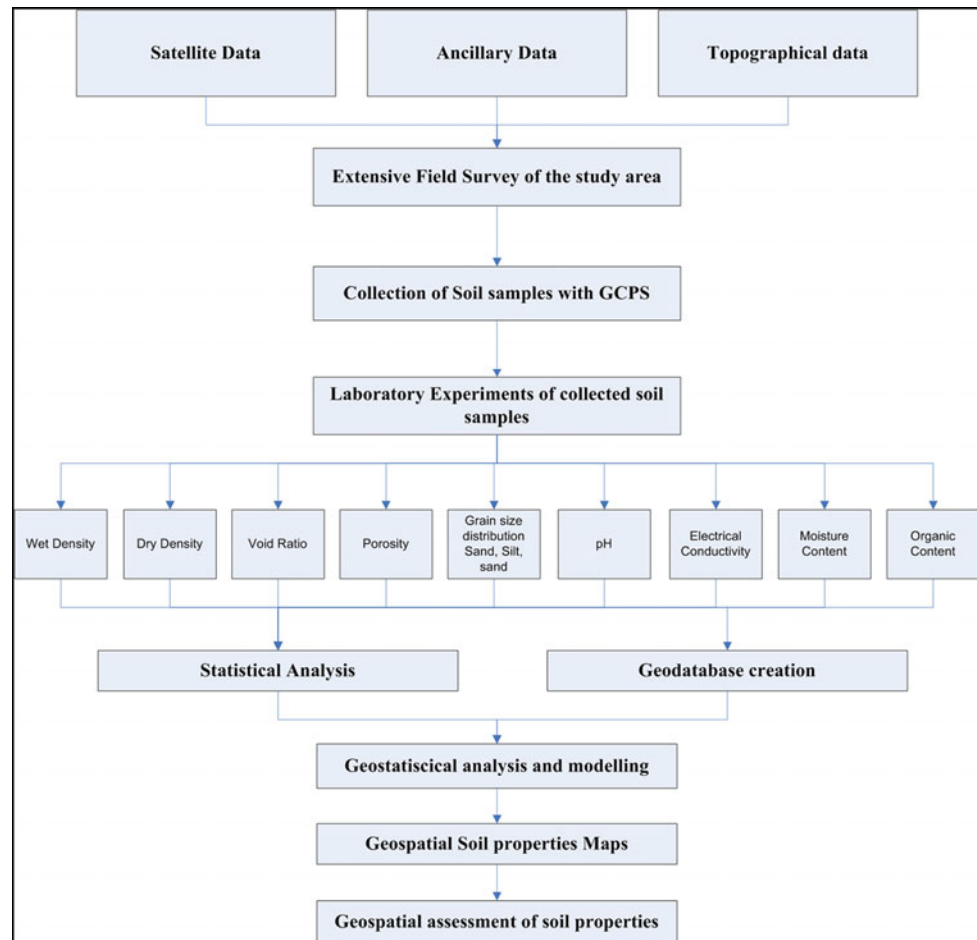 Satellite Data
Ancillary Data
Topographical data
Extensive Field Survey of the study area
Collection of Soil samples with GCPS
Laboratory Experiments of collected soil
samples
Wet Density
Dry Density
Void Ratio
Porosity
Grain size
distribution
Sand, Silt,
sand
pH
Electrical
Conductivity
Moisture
Content
Organic
Content
Statistical Analysis
Geodatabase creation
Geostatiscical analysis and modelling
Geospatial Soil properties Maps
Geospatial assessment of soil properties